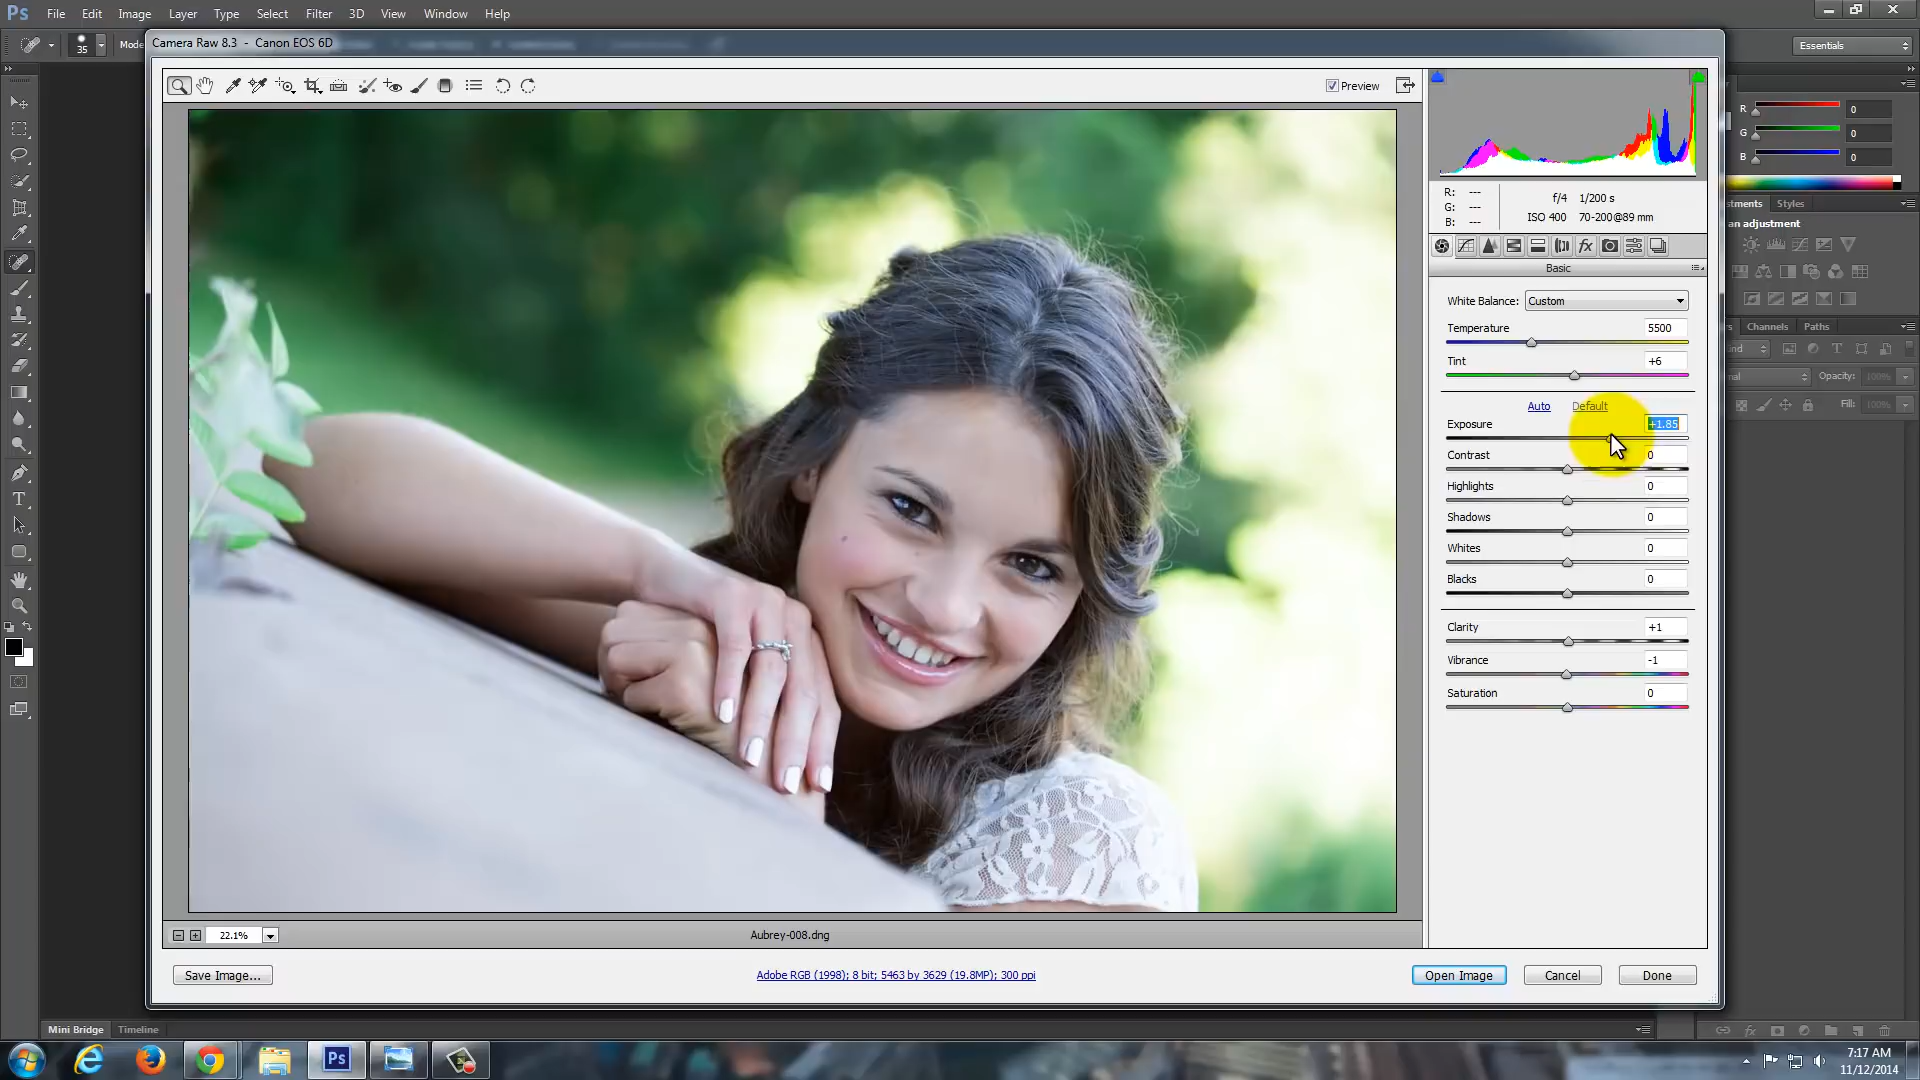 Ps File Edit Image Layer Type Select Filter 3D View Window Help
35 Mode
Essentials
Camera Raw 8.3 - Canon EOS 6D
Preview
R 0
G 0
B 0
R: ---
G: ---
B: ---
f/4 1/200 s
ISO 400 70-200@89 mm
Styles
an adjustment
Basic
White Balance: Custom
Temperature 5500
Tint +6
Channels Paths
Opacity: 100%
Fill: 100%
Auto Default
Exposure +1.85
Contrast 0
Highlights 0
Shadows 0
Whites 0
Blacks 0
Clarity +1
Vibrance -1
Saturation 0
22.1%
Aubrey-008.dng
Save Image...
Adobe RGB (1998); 8 bit; 5463 by 3629 (19.8MP); 300 ppi
Open Image Cancel Done
Mini Bridge Timeline
Ps
7:17 AM
11/12/2014